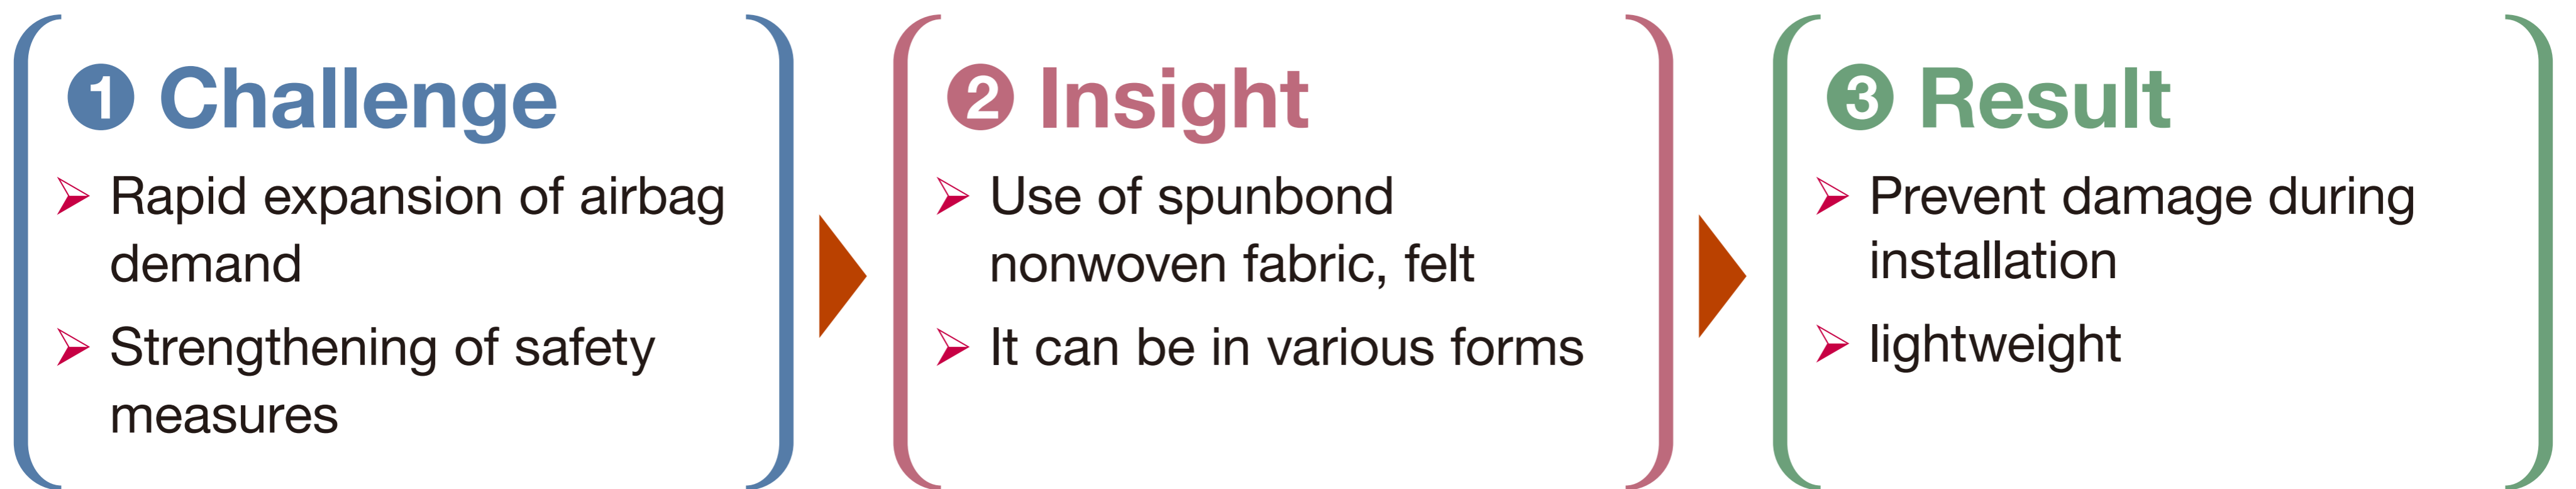 ❶ Challenge
➢ Rapid expansion of airbag
demand
➢ Strengthening of safety
measures
❷ Insight
➢ Use of spunbond
nonwoven fabric, felt
➢ It can be in various forms
❸ Result
➢ Prevent damage during
installation
➢ lightweight